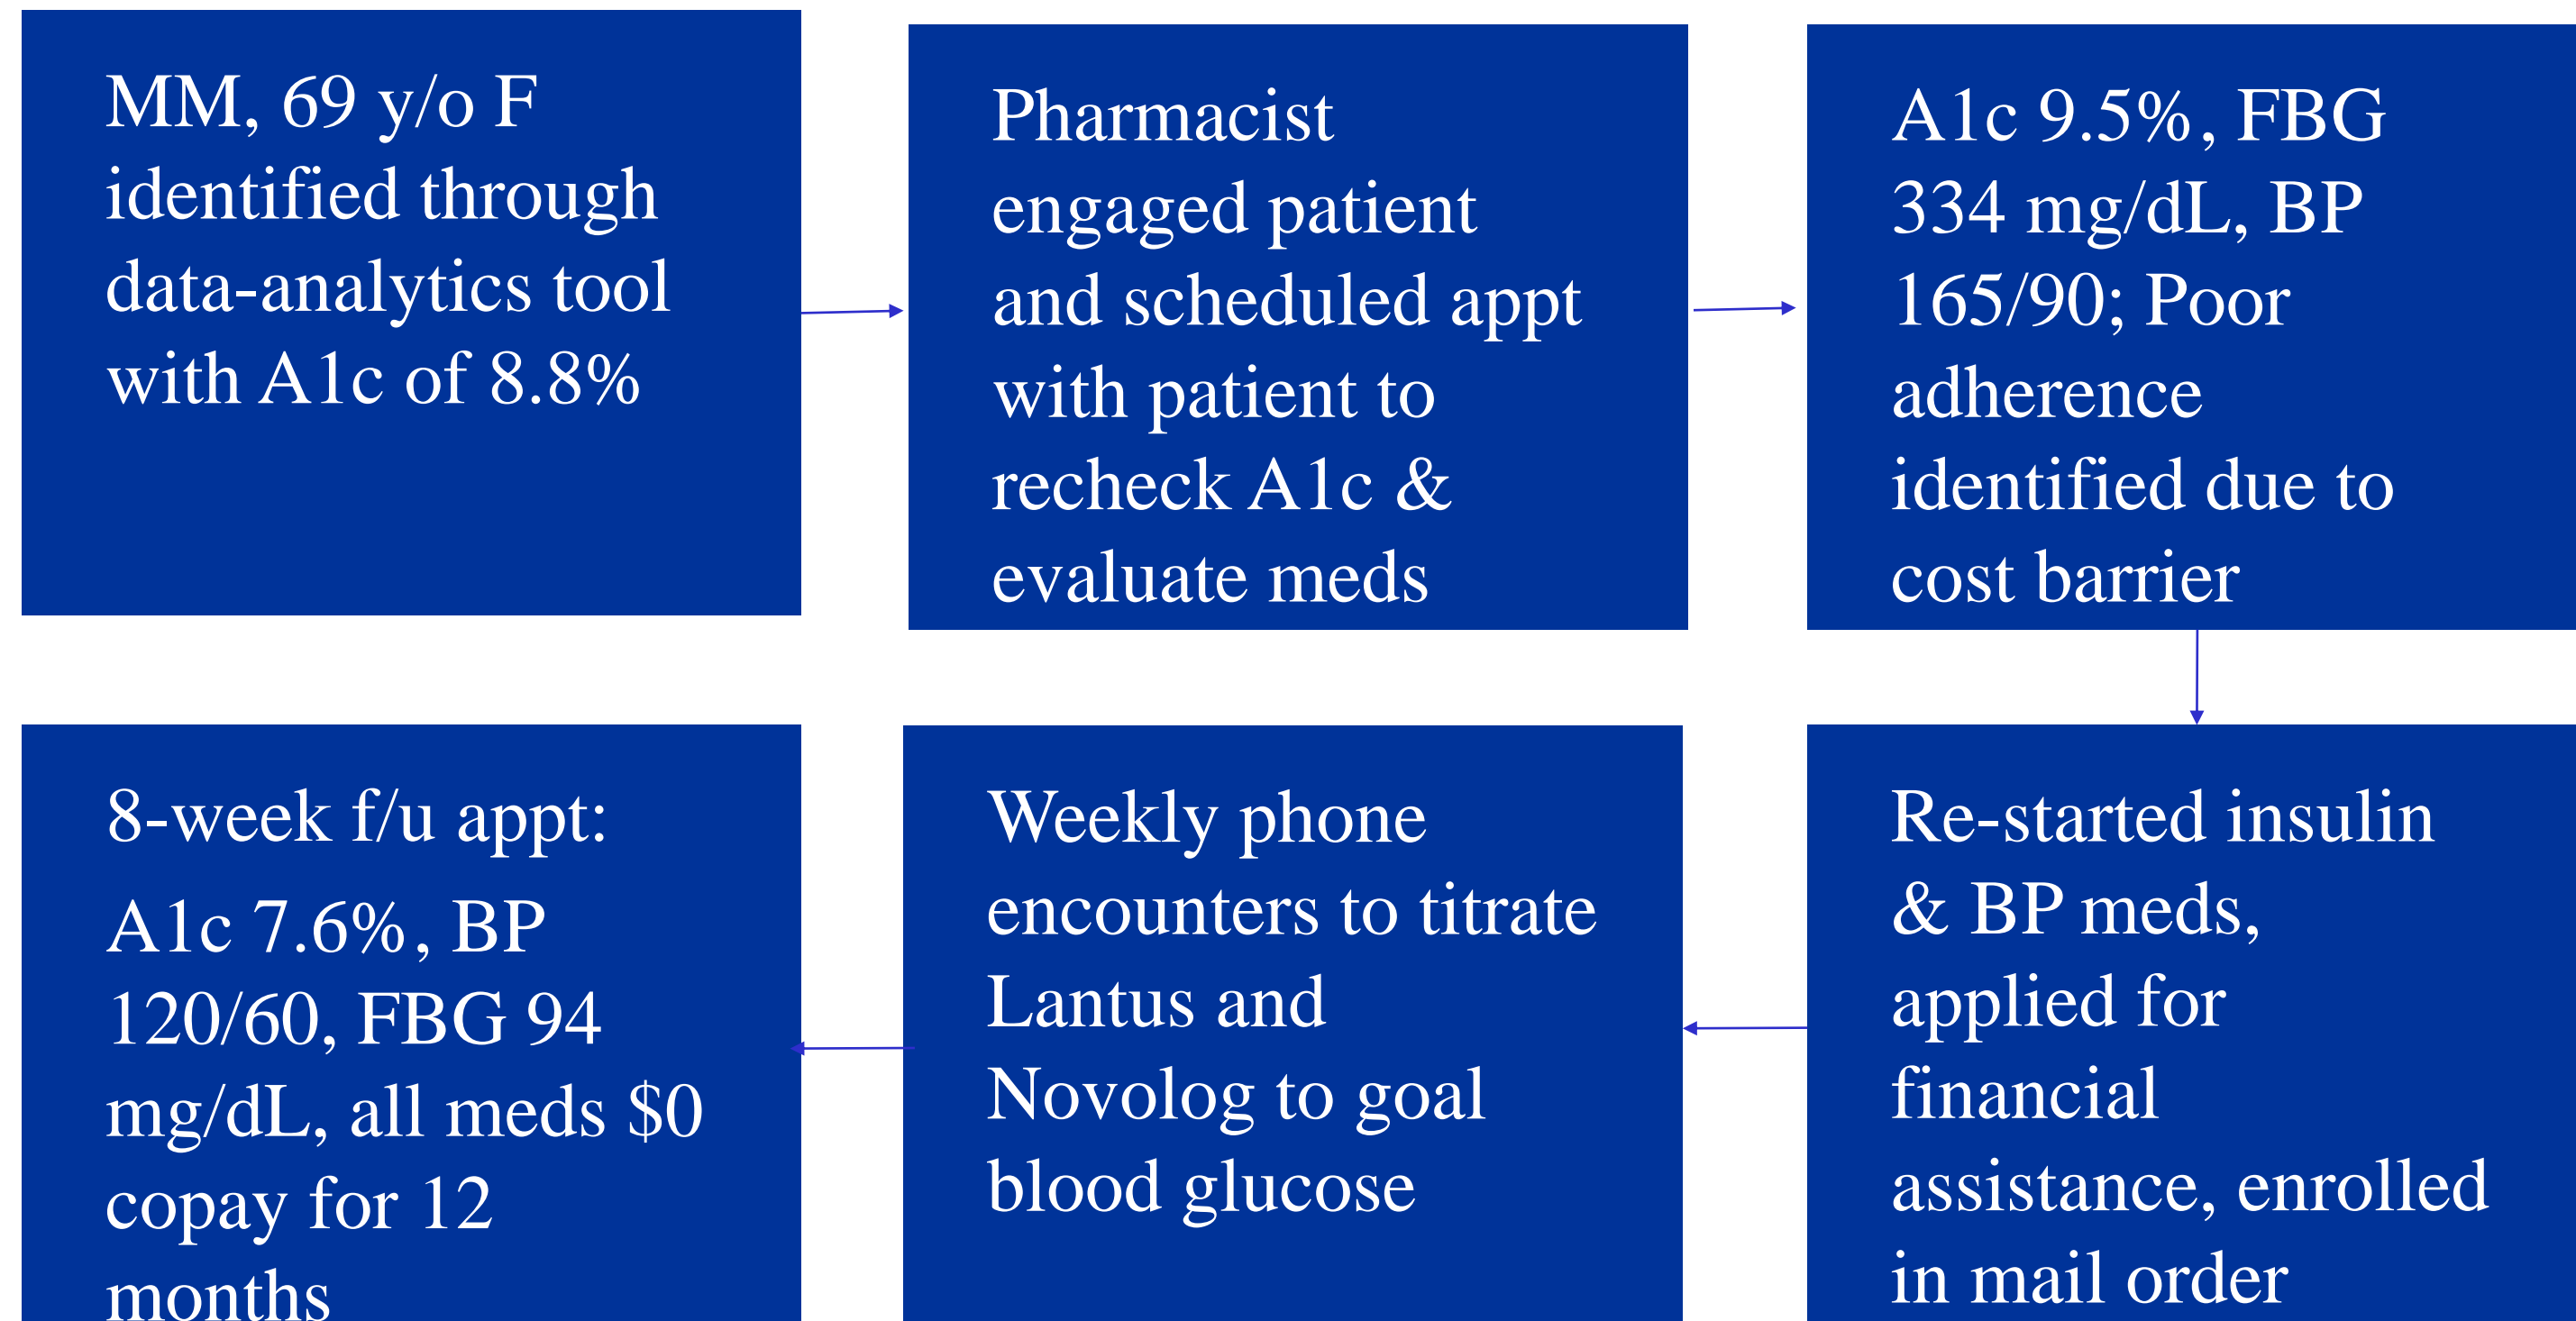 MM, 69 y/o F
identified through
data-analytics tool
with A1c of 8.8%
Pharmacist
engaged patient
and scheduled appt
with patient to
recheck A1c &
evaluate meds
A1c 9.5%, FBG
334 mg/dL, BP
165/90; Poor
adherence
identified due to
cost barrier
Re-started insulin
& BP meds,
applied for
financial
assistance, enrolled
in mail order
Weekly phone
encounters to titrate
Lantus and
Novolog to goal
blood glucose
8-week f/u appt:
A1c 7.6%, BP
120/60, FBG 94
mg/dL, all meds $0
copay for 12
months